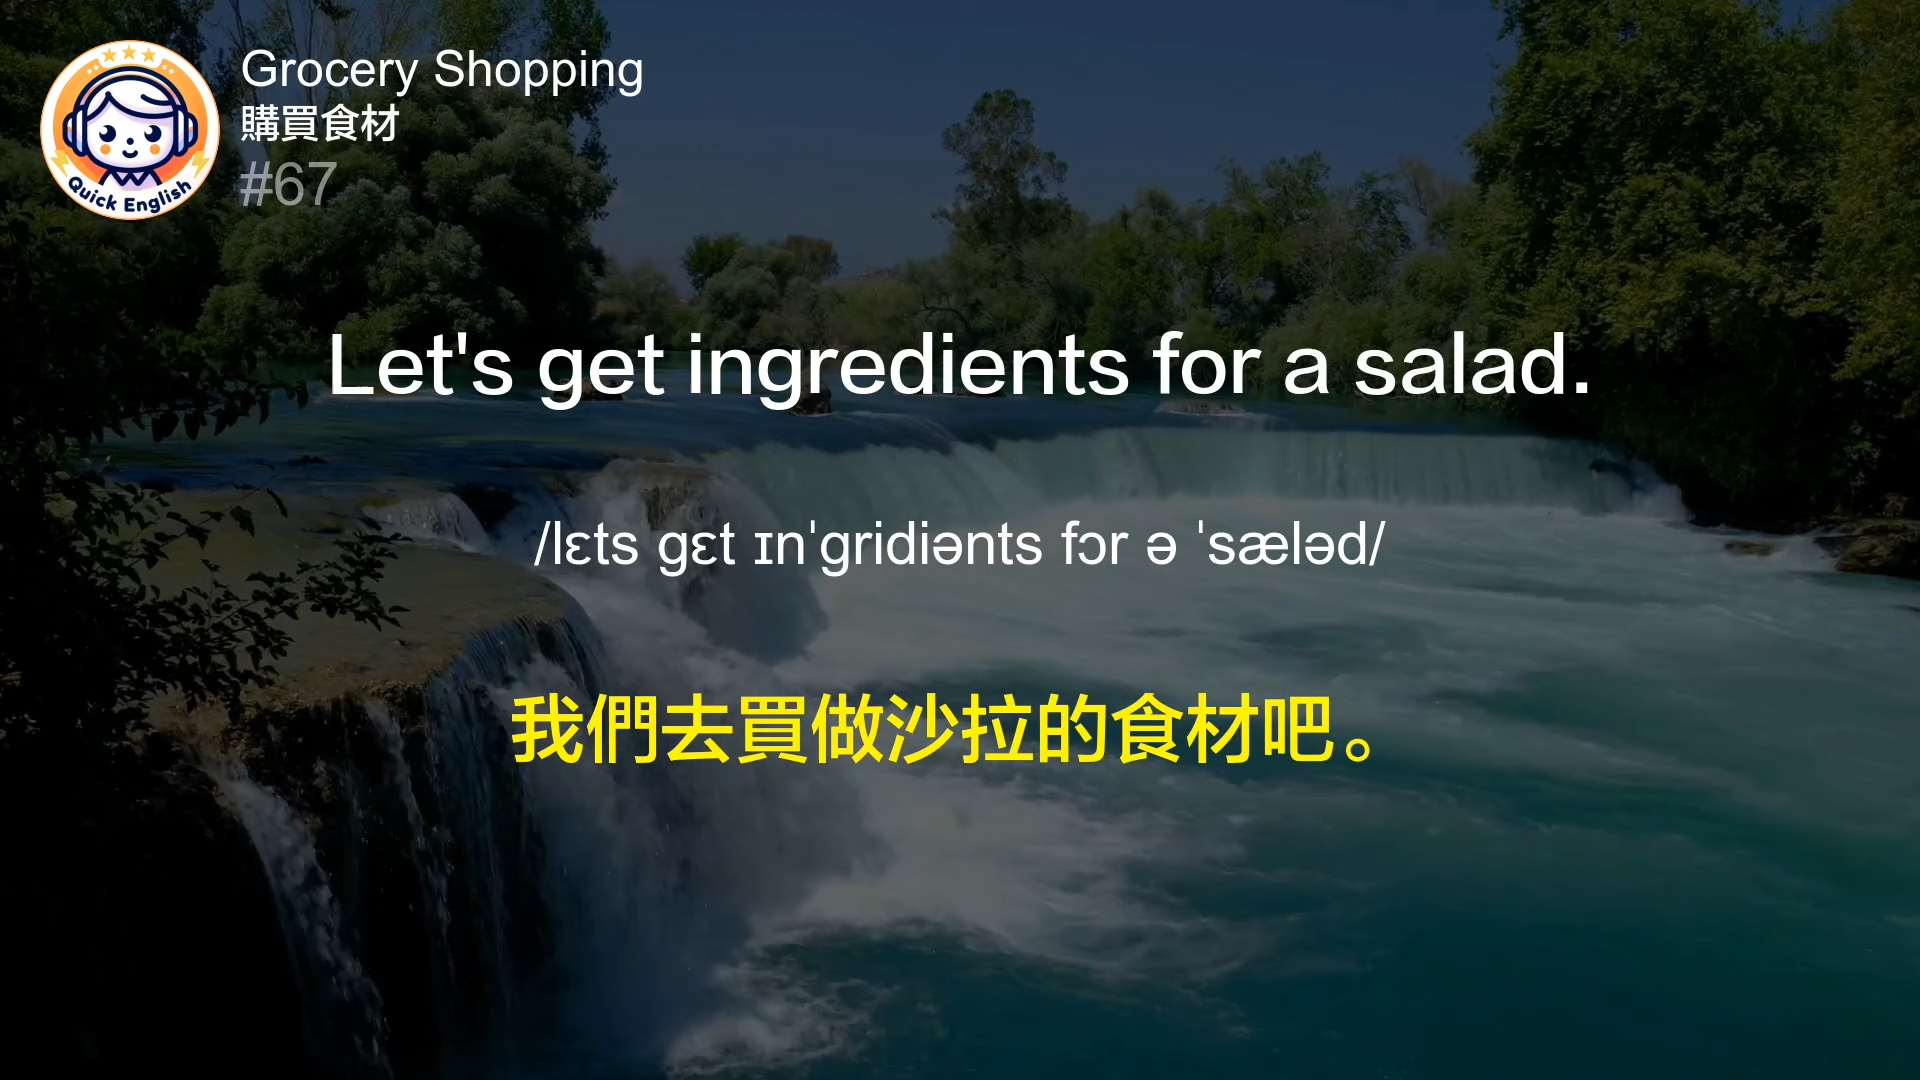 Grocery Shopping
購買食材
#67
Quick English
Let's get ingredients for a salad.
/lɛts gɛt ɪnˈgridiənts fɔr ə ˈsæləd/
我們去買做沙拉的食材吧。